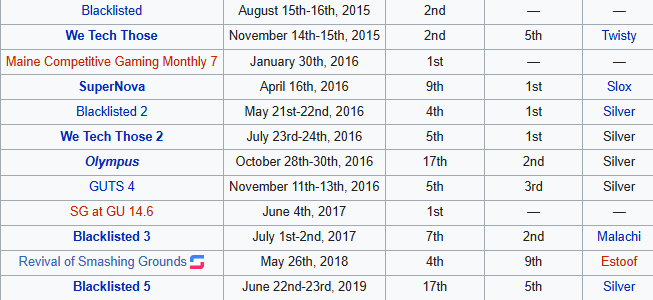 Blacklisted August 15th-16th, 2015 2nd — —
We Tech Those November 14th-15th, 2015 2nd 5th Twisty
Maine Competitive Gaming Monthly 7 January 30th, 2016 1st — —
SuperNova April 16th, 2016 9th 1st Slox
Blacklisted 2 May 21st-22nd, 2016 4th 1st Silver
We Tech Those 2 July 23rd-24th, 2016 5th 1st Silver
Olympus October 28th-30th, 2016 17th 2nd Silver
GUTS 4 November 11th-13th, 2016 5th 3rd Silver
SG at GU 14.6 June 4th, 2017 1st — —
Blacklisted 3 July 1st-2nd, 2017 7th 2nd Malachi
Revival of Smashing Grounds May 26th, 2018 4th 9th Estoof
Blacklisted 5 June 22nd-23rd, 2019 17th 5th Silver